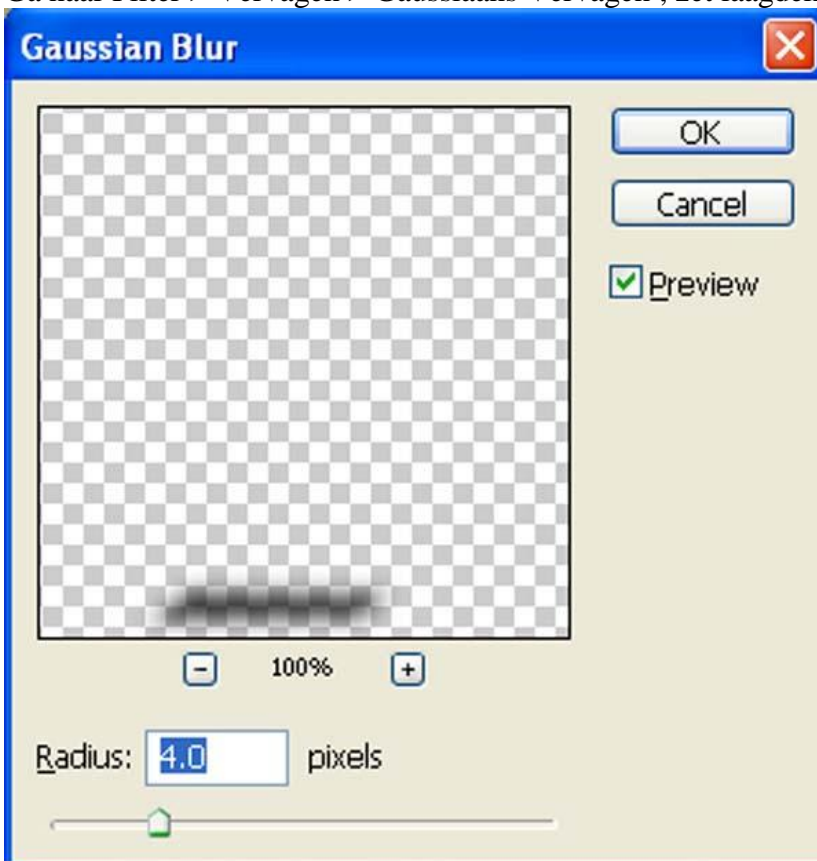 Ga naar Filter > Vervagen > Gaussiaans Vervagen , zet
Gaussian Blur
OK
Cancel
Preview
100%
Radius: 4.0 pixels